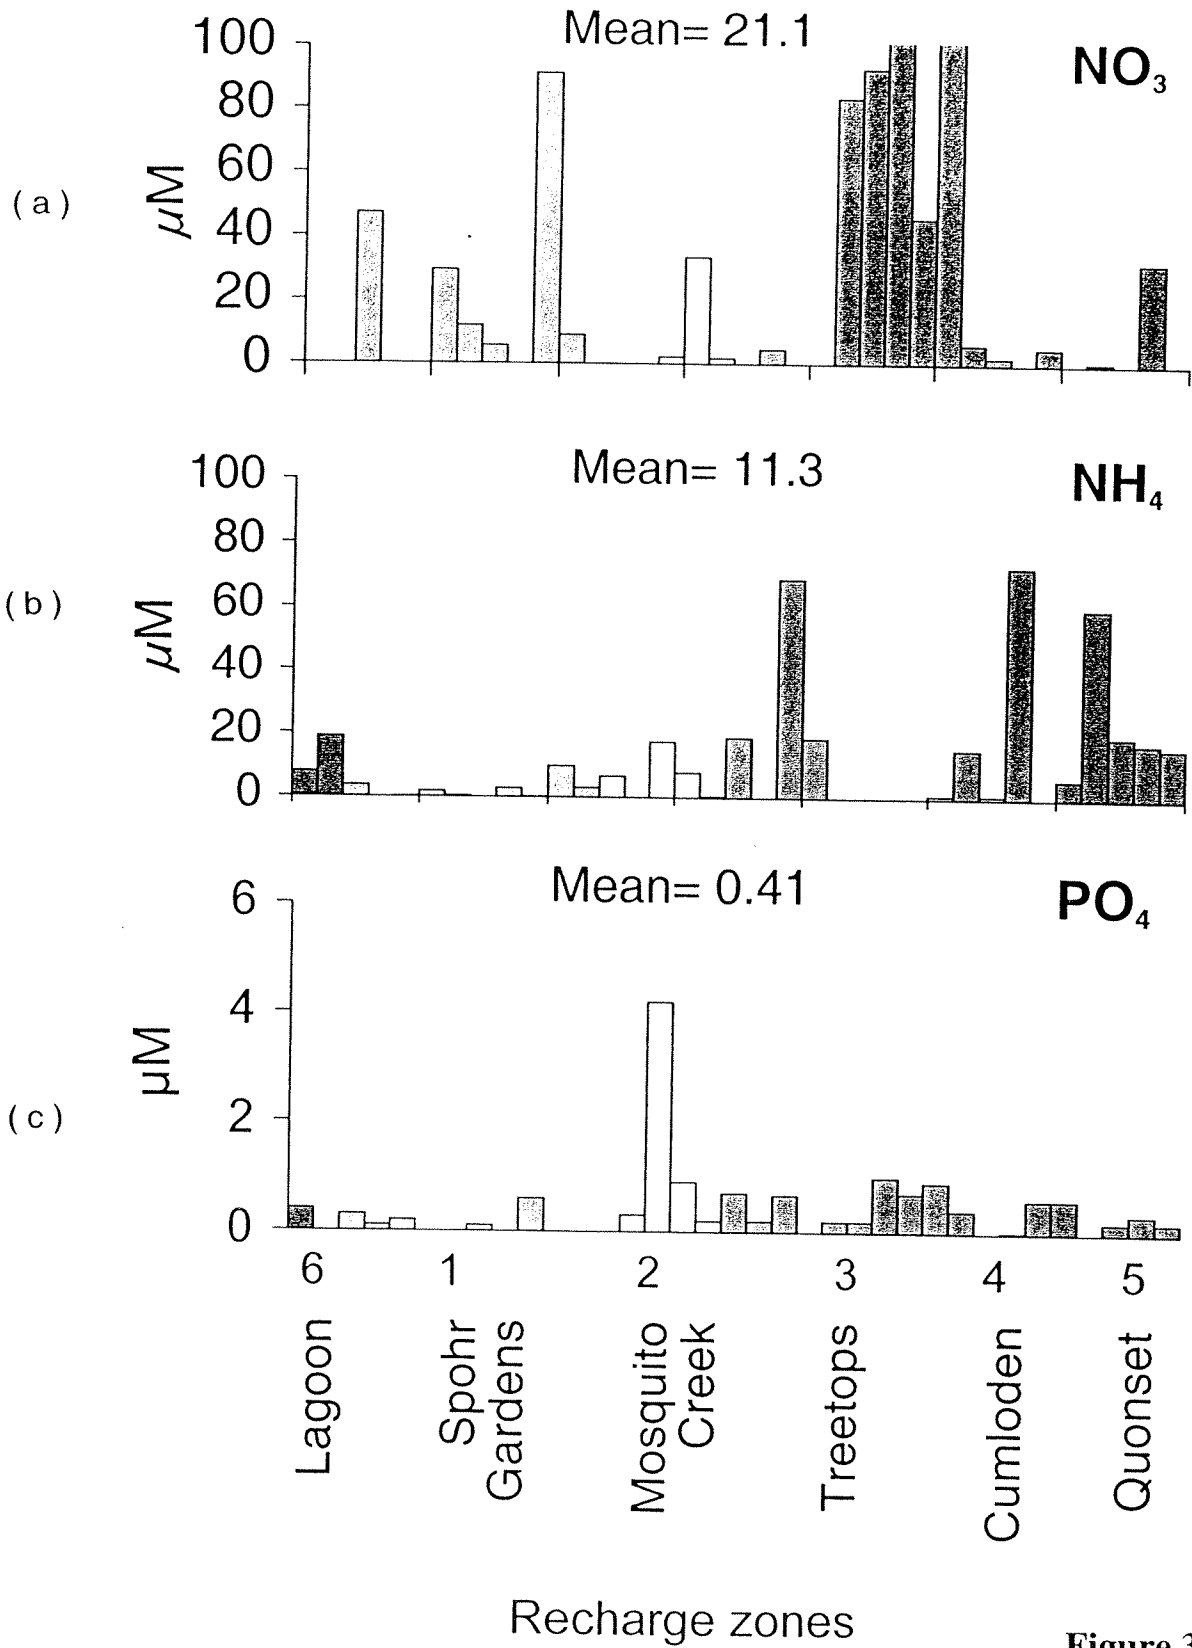 Mean= 21.1
NO₃
100
80
60
40
20
0
µM
(a)
Mean= 11.3
NH₄
100
80
60
40
20
0
µM
(b)
Mean= 0.41
PO₄
6
4
2
0
µM
(c)
6 1 2 3 4 5
Lagoon
Spohr
Gardens
Mosquito
Creek
Treetops
Cumloden
Quonset
Recharge zones
Figure 3